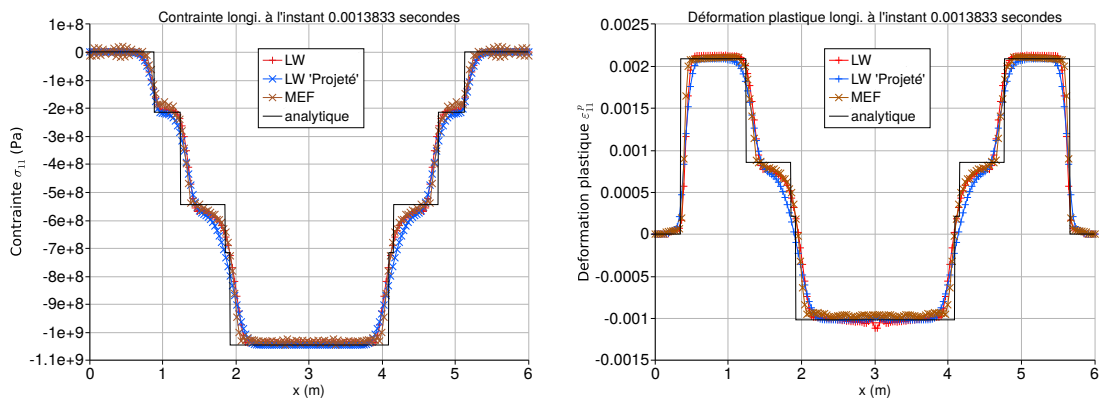 Contrainte longi. à l'instant 0.0013833 secondes
1e+8
0
-1e+8
-2e+8
-3e+8
-4e+8
-5e+8
-6e+8
-7e+8
-8e+8
-9e+8
-1e+9
-1.1e+9
Contrainte σ₁₁ (Pa)
LW
LW 'Projeté'
MEF
analytique
0 1 2 3 4 5 6
x (m)
Déformation plastique longi. à l'instant 0.0013833 secondes
0.0025
0.002
0.0015
0.001
0.0005
0
-0.0005
-0.001
-0.0015
Deformation plastique ε₁₁ᵖ
LW
LW 'Projeté'
MEF
analytique
0 1 2 3 4 5 6
x (m)